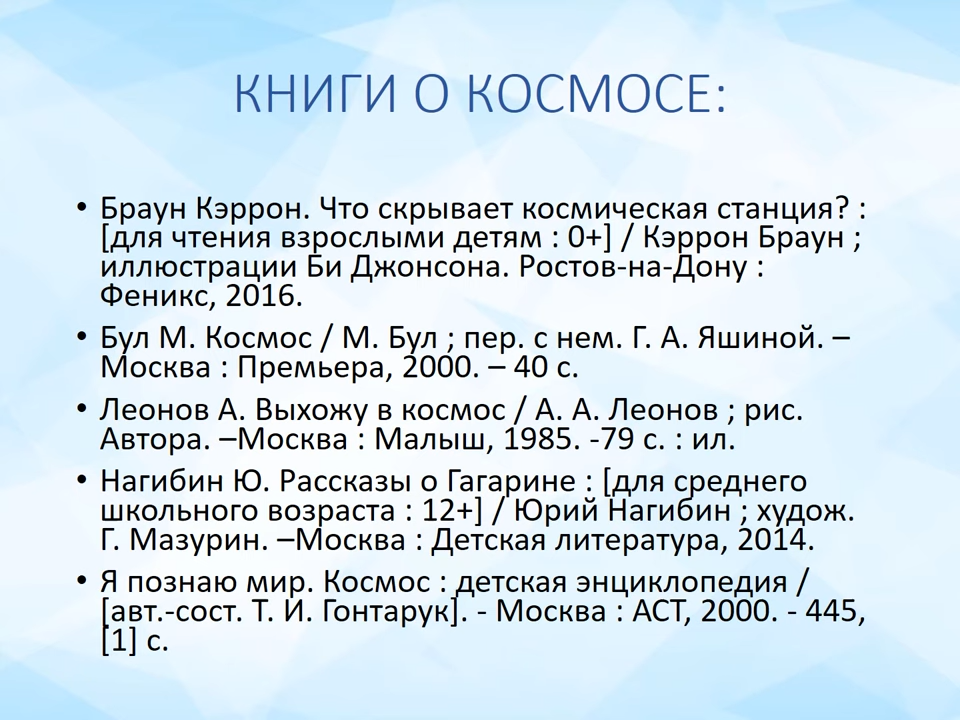 КНИГИ О КОСМОСЕ:
• Браун Кэррон. Что скрывает космическая станция? :
[для чтения взрослыми детям : 0+] / Кэррон Браун ;
иллюстрации Би Джонсона. Ростов-на-Дону :
Феникс, 2016.
• Бул М. Космос / М. Бул ; пер. с нем. Г. А. Яшиной. –
Москва : Премьера, 2000. – 40 с.
• Леонов А. Выхожу в космос / А. А. Леонов ; рис.
Автора. –Москва : Малыш, 1985. -79 с. : ил.
• Нагибин Ю. Рассказы о Гагарине : [для среднего
школьного возраста : 12+] / Юрий Нагибин ; худож.
Г. Мазурин. –Москва : Детская литература, 2014.
• Я познаю мир. Космос : детская энциклопедия /
[авт.-сост. Т. И. Гонтарук]. - Москва : АСТ, 2000. - 445,
[1] с.